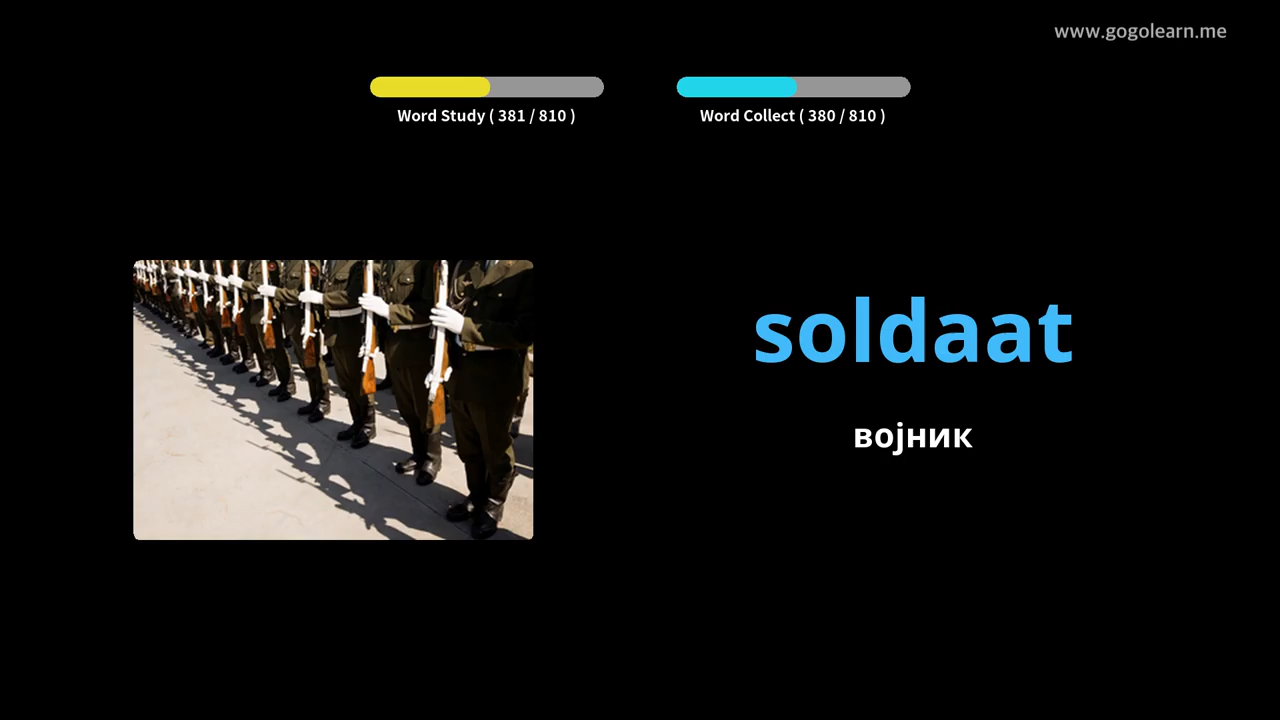 www.gogolearn.me
Word Study ( 381 / 810 )
Word Collect ( 380 / 810 )
soldaat
војник